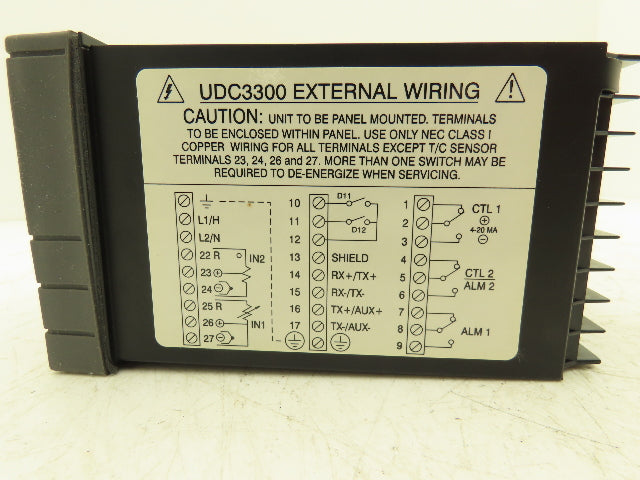 UDC3300 EXTERNAL WIRING
CAUTION: UNIT TO BE PANEL MOUNTED. TERMINALS
TO BE ENCLOSED WITHIN PANEL. USE ONLY NEC CLASS I
COPPER WIRING FOR ALL TERMINALS EXCEPT T/C SENSOR
TERMINALS 23, 24, 26 and 27. MORE THAN ONE SWITCH MAY BE
REQUIRED TO DE-ENERGIZE WHEN SERVICING.
L1/H
L2/N
22 R
23 +
24 -
IN2
25 R
26 +
27 -
IN1
10
11
12
D11
D12
13 SHIELD
14 RX+/TX+
15 RX-/TX-
16 TX+/AUX+
17 TX-/AUX-
1
2
3
CTL 1
+
4-20 MA
-
4
5
6
CTL 2
ALM 2
7
8
9
ALM 1